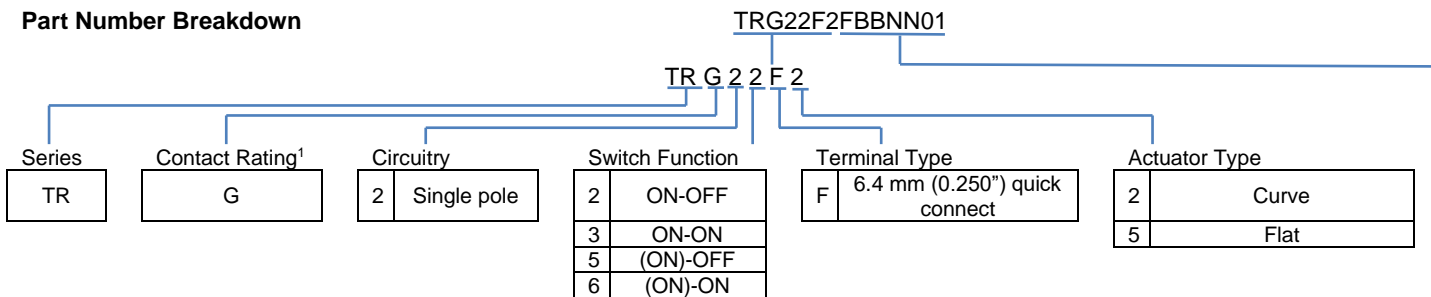 Part Number Breakdown
TRG22F2FBBNN01
TR G 2 2 F 2
Series
TR
Contact Rating1
G
Circuitry
2 Single pole
Switch Function
2 ON-OFF
3 ON-ON
5 (ON)-OFF
6 (ON)-ON
Terminal Type
F 6.4 mm (0.250”) quick
connect
Actuator Type
2 Curve
5 Flat